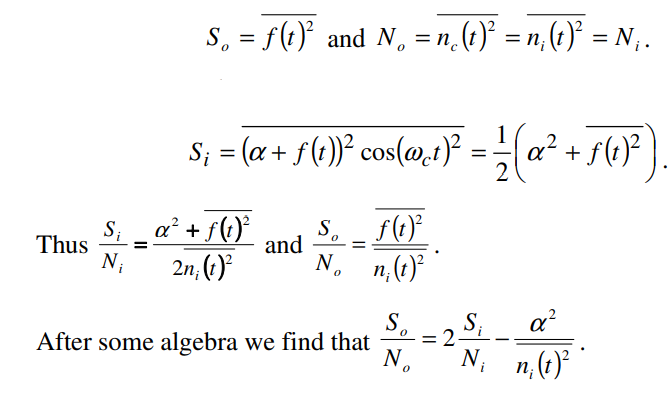 $S_o = \overline{f(t)^2}$ and $N_o = \overline{n_c(t)^2} = \overline{n_i(t)^2} = N_i.$
$S_i = \overline{(\alpha + f(t))^2 \cos(\omega_c t)^2} = \frac{1}{2}\left(\alpha^2 + \overline{f(t)^2}\right).$
Thus $\frac{S_i}{N_i} = \frac{\alpha^2 + \overline{f(t)^2}}{2\overline{n_i(t)^2}}$ and $\frac{S_o}{N_o} = \frac{\overline{f(t)^2}}{\overline{n_i(t)^2}}.$
After some algebra we find that $\frac{S_o}{N_o} = 2\frac{S_i}{N_i} - \frac{\alpha^2}{\overline{n_i(t)^2}}.$